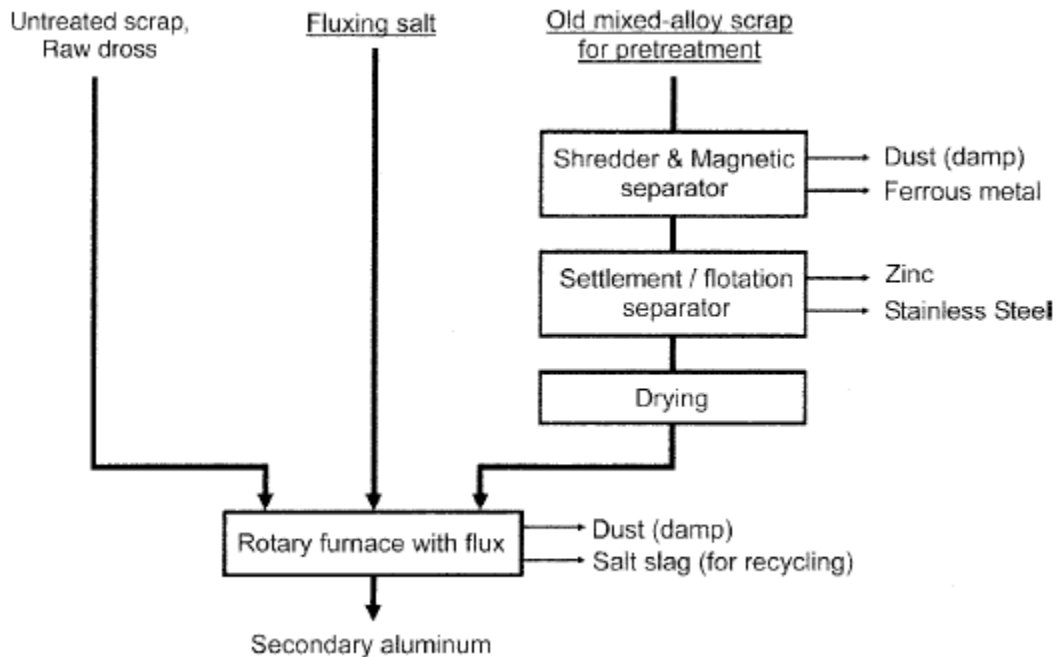 Untreated scrap,
Raw dross
Fluxing salt
Old mixed-alloy scrap
for pretreatment
Shredder & Magnetic
separator
Dust (damp)
Ferrous metal
Settlement / flotation
separator
Zinc
Stainless Steel
Drying
Rotary furnace with flux
Dust (damp)
Salt slag (for recycling)
Secondary aluminum